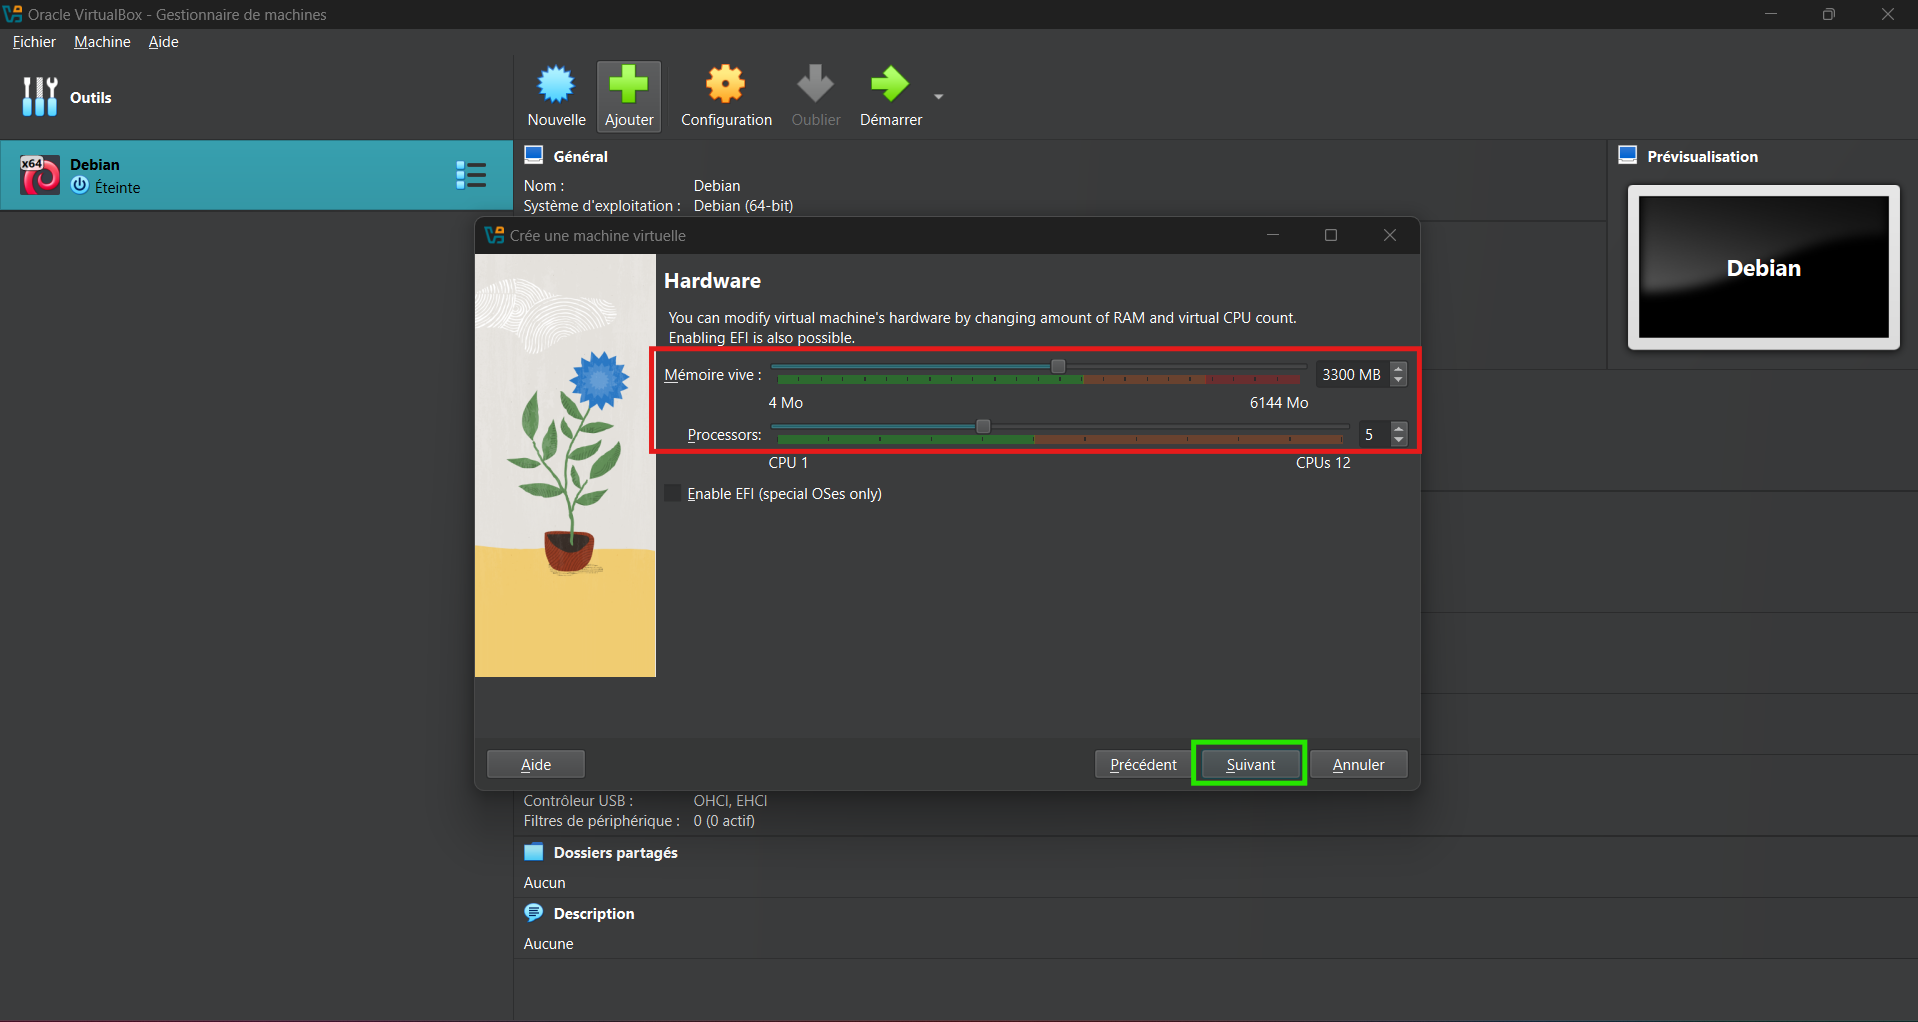 Oracle VirtualBox - Gestionnaire de machines
Fichier Machine Aide
Outils
Nouvelle Ajouter Configuration Oublier Démarrer
x64
Debian
Éteinte
Général
Nom : Debian
Système d'exploitation : Debian (64-bit)
Prévisualisation
Debian
Crée une machine virtuelle
Hardware
You can modify virtual machine's hardware by changing amount of RAM and virtual CPU count.
Enabling EFI is also possible.
Mémoire vive : 3300 MB
4 Mo 6144 Mo
Processors: 5
CPU 1 CPUs 12
Enable EFI (special OSes only)
Aide Précédent Suivant Annuler
Contrôleur USB : OHCI, EHCI
Filtres de périphérique : 0 (0 actif)
Dossiers partagés
Aucun
Description
Aucune